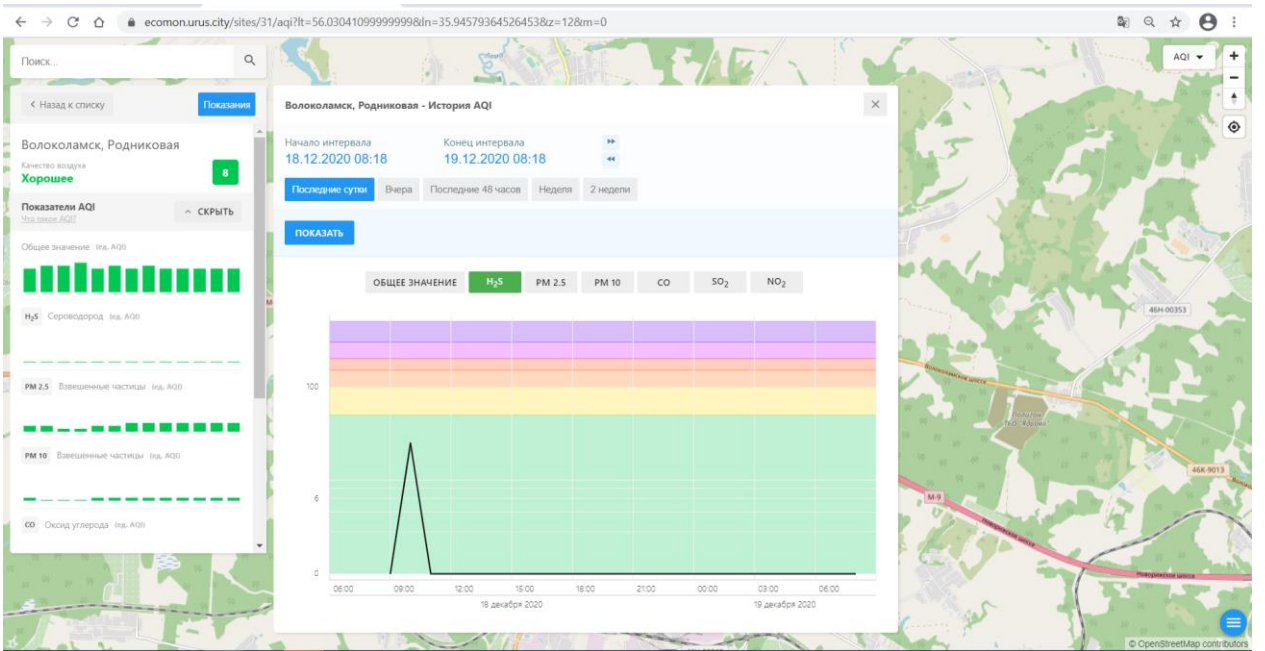 ecomon.urus.city/sites/31/aqi?lt=56.03041099999999&ln=35.94579364526453&z=12&m=0
Поиск...
AQI
< Назад к списку
Показания
Волоколамск, Родниковая
Качество воздуха
Хорошее
8
Показатели AQI
Что такое AQI?
СКРЫТЬ
Общее значение (ед. AQI)
H₂S Сероводород (ед. AQI)
PM 2.5 Взвешенные частицы (ед. AQI)
PM 10 Взвешенные частицы (ед. AQI)
CO Оксид углерода (ед. AQI)
Волоколамск, Родниковая - История AQI
Начало интервала
Конец интервала
18.12.2020 08:18
19.12.2020 08:18
Последние сутки
Вчера
Последние 48 часов
Неделя
2 недели
ПОКАЗАТЬ
ОБЩЕЕ ЗНАЧЕНИЕ
H₂S
PM 2.5
PM 10
CO
SO₂
NO₂
100
6
0
06:00 09:00 12:00 15:00 18:00 21:00 00:00 03:00 06:00
18 декабря 2020
19 декабря 2020
46Н-00353
Волоколамское шоссе
Полигон
46К-9013
М-9
Новорижское шоссе
Новорижское шоссе
© OpenStreetMap contributors